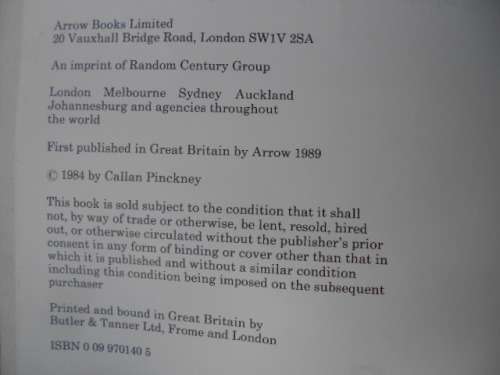 Arrow Books Limited
20 Vauxhall Bridge Road, London SW1V 2SA
An imprint of Random Century Group
London Melbourne Sydney Auckland
Johannesburg and agencies throughout
the world
First published in Great Britain by Arrow 1989
© 1984 by Callan Pinckney
This book is sold subject to the condition that it shall
not, by way of trade or otherwise, be lent, resold, hired
out, or otherwise circulated without the publisher's prior
consent in any form of binding or cover other than that in
which it is published and without a similar condition
including this condition being imposed on the subsequent
purchaser
Printed and bound in Great Britain by
Butler & Tanner Ltd, Frome and London
ISBN 0 09 970140 5